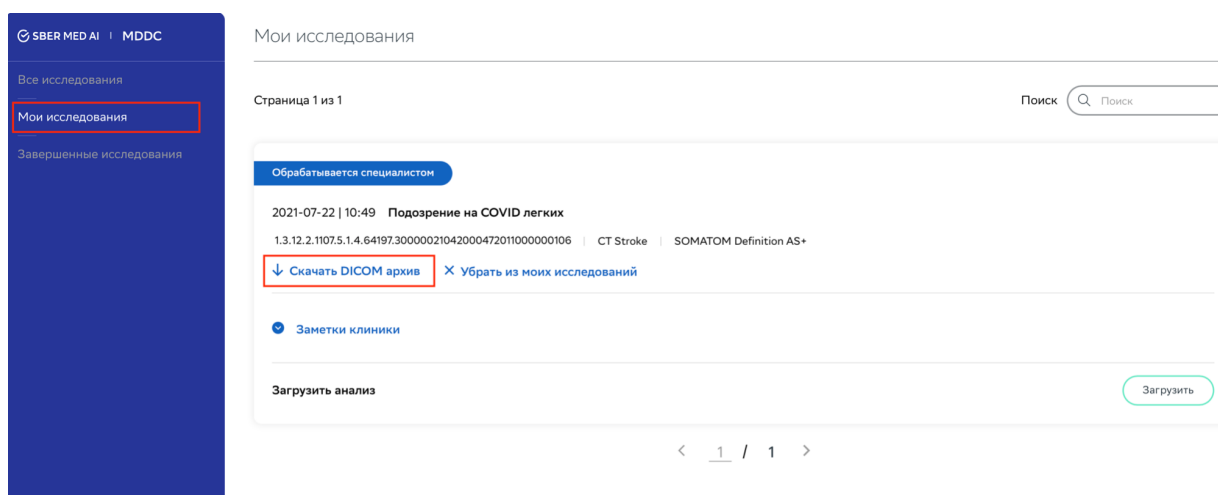 SBER MED AI | MDDC
Все исследования
Мои исследования
Завершенные исследования
Мои исследования
Страница 1 из 1
Поиск
Поиск
Обрабатывается специалистом
2021-07-22 | 10:49 Подозрение на COVID легких
1.3.12.2.1107.5.1.4.64197.30000021042000472011000000106 | CT Stroke | SOMATOM Definition AS+
Скачать DICOM архив
Убрать из моих исследований
Заметки клиники
Загрузить анализ
Загрузить
< 1 / 1 >